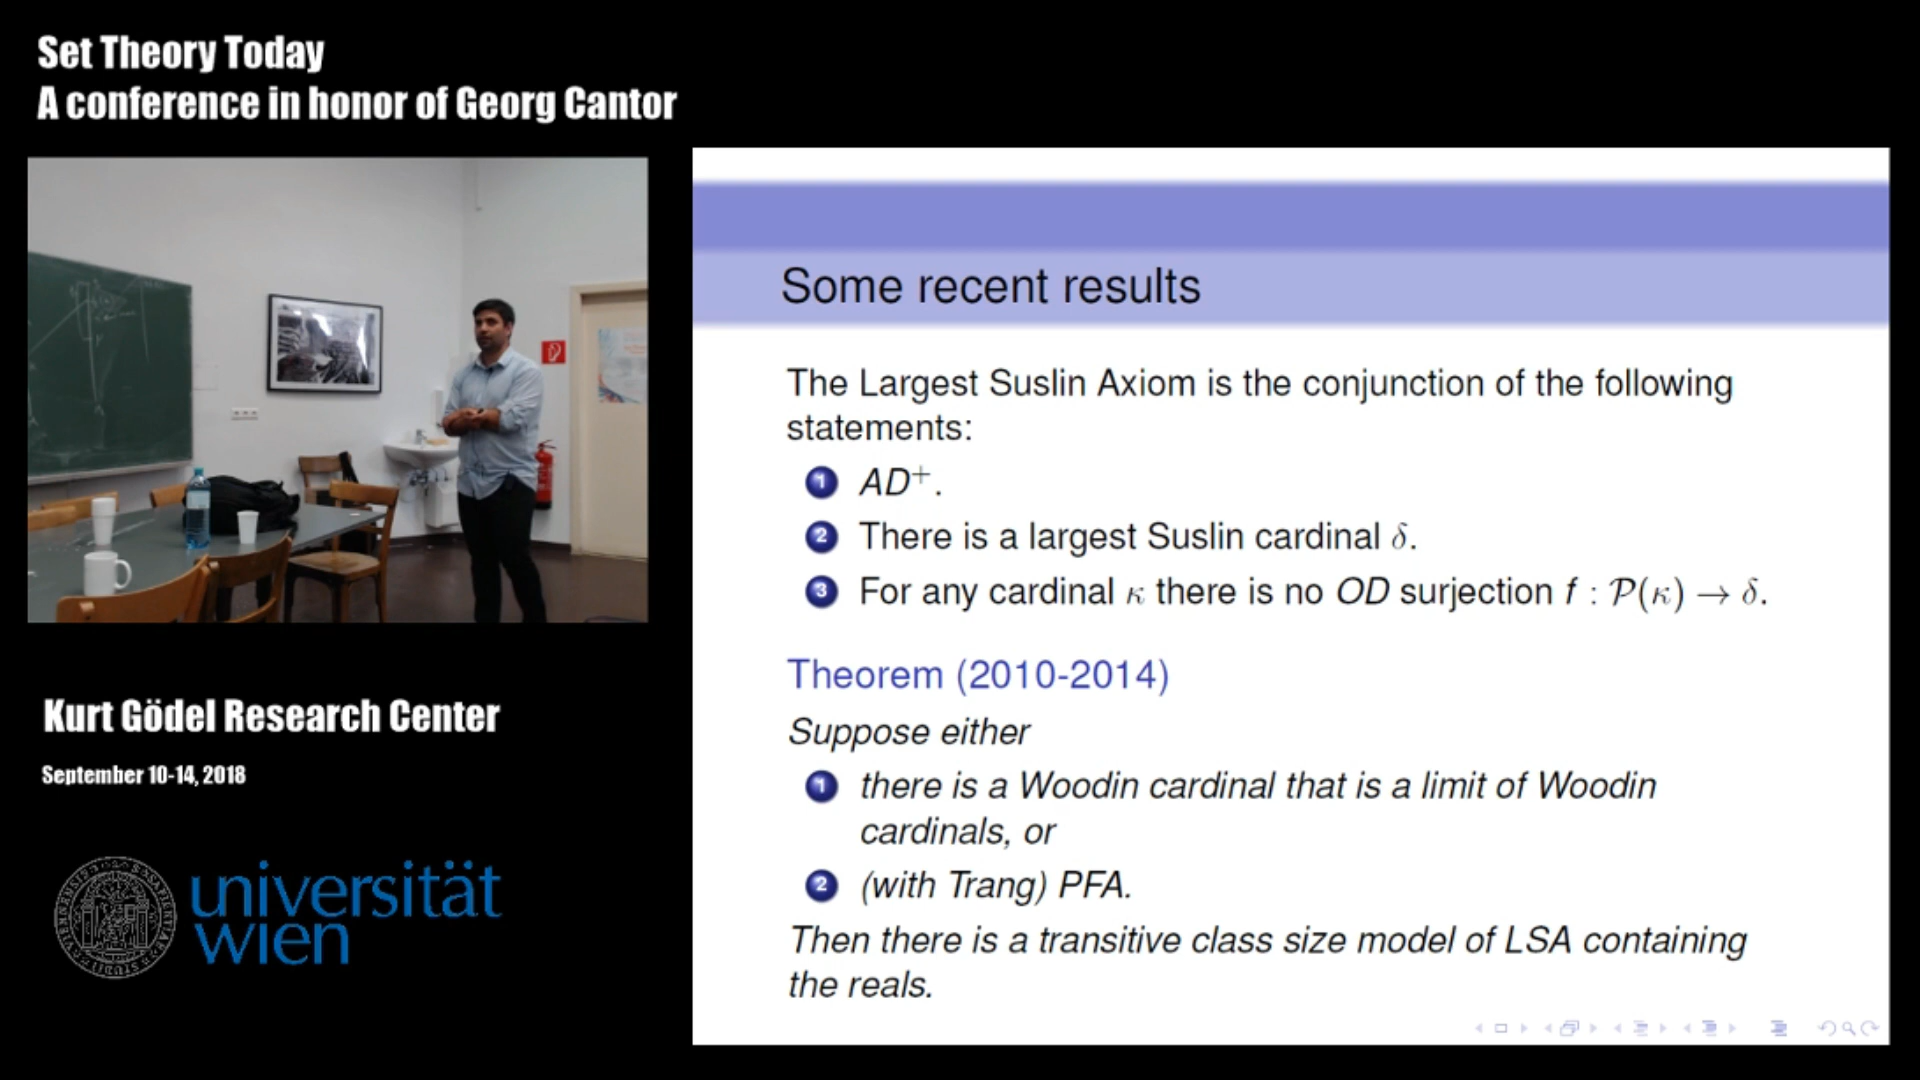 Set Theory Today
A conference in honor of Georg Cantor
Some recent results
The Largest Suslin Axiom is the conjunction of the following
statements:
1 AD⁺.
2 There is a largest Suslin cardinal δ.
3 For any cardinal κ there is no OD surjection f : 𝒫(κ) → δ.
Theorem (2010-2014)
Suppose either
1 there is a Woodin cardinal that is a limit of Woodin
cardinals, or
2 (with Trang) PFA.
Then there is a transitive class size model of LSA containing
the reals.
Kurt Gödel Research Center
September 10-14, 2018
universität
wien